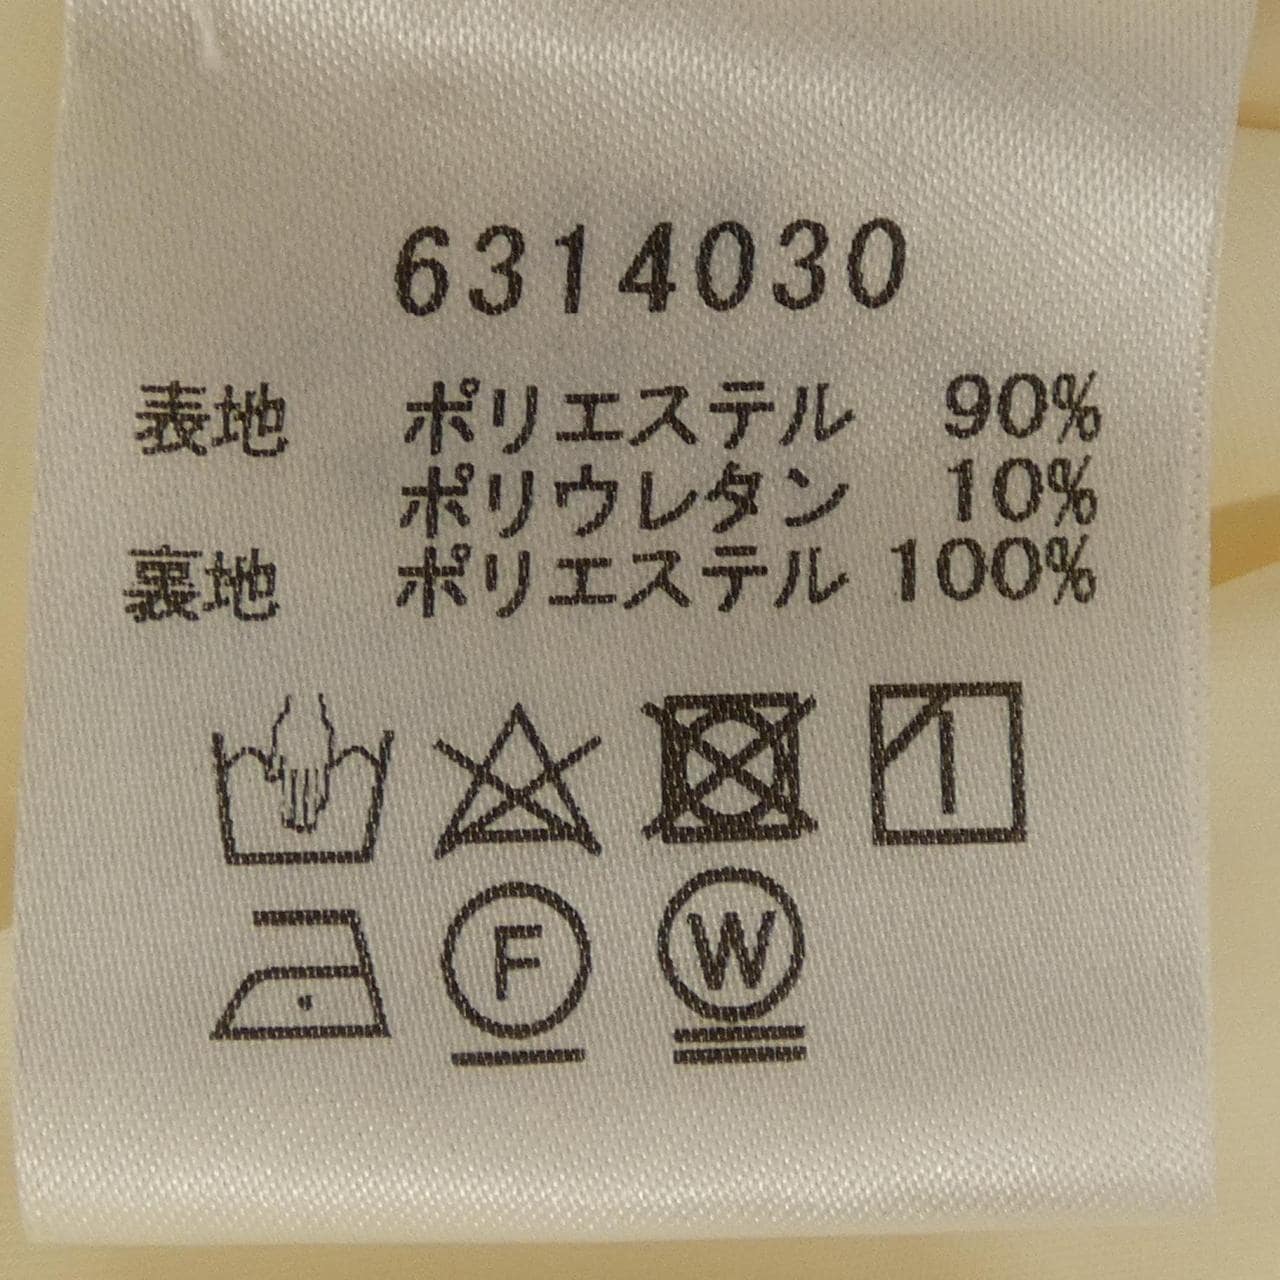 6314030
表地 ポリエステル 90%
ポリウレタン 10%
裏地 ポリエステル 100%
F W